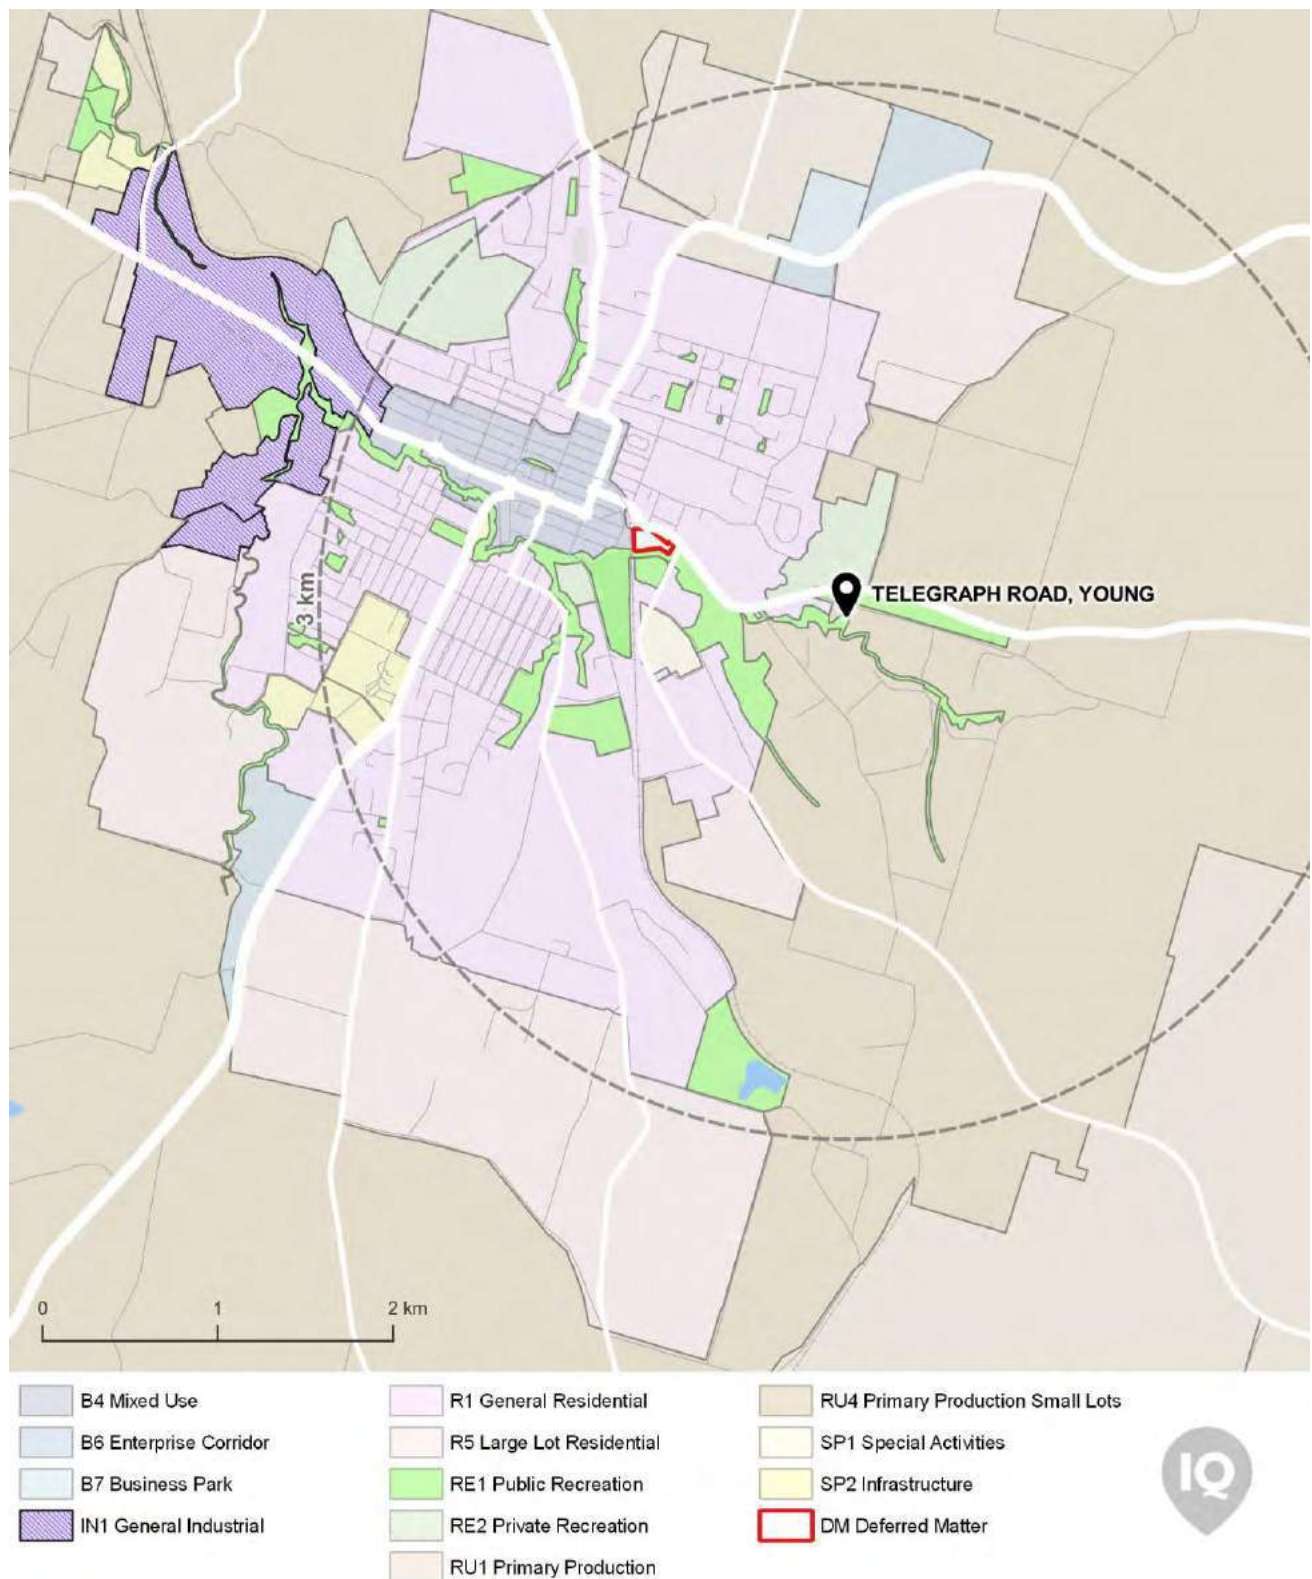 3 km
TELEGRAPH ROAD, YOUNG
0 1 2 km
B4 Mixed Use
B6 Enterprise Corridor
B7 Business Park
IN1 General Industrial
R1 General Residential
R5 Large Lot Residential
RE1 Public Recreation
RE2 Private Recreation
RU1 Primary Production
RU4 Primary Production Small Lots
SP1 Special Activities
SP2 Infrastructure
DM Deferred Matter
IQ